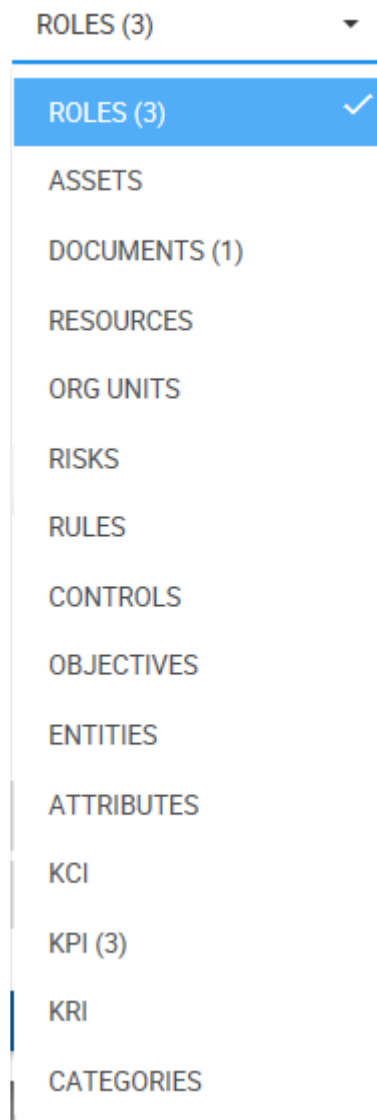 ROLES (3)
ROLES (3)
ASSETS
DOCUMENTS (1)
RESOURCES
ORG UNITS
RISKS
RULES
CONTROLS
OBJECTIVES
ENTITIES
ATTRIBUTES
KCI
KPI (3)
KRI
CATEGORIES